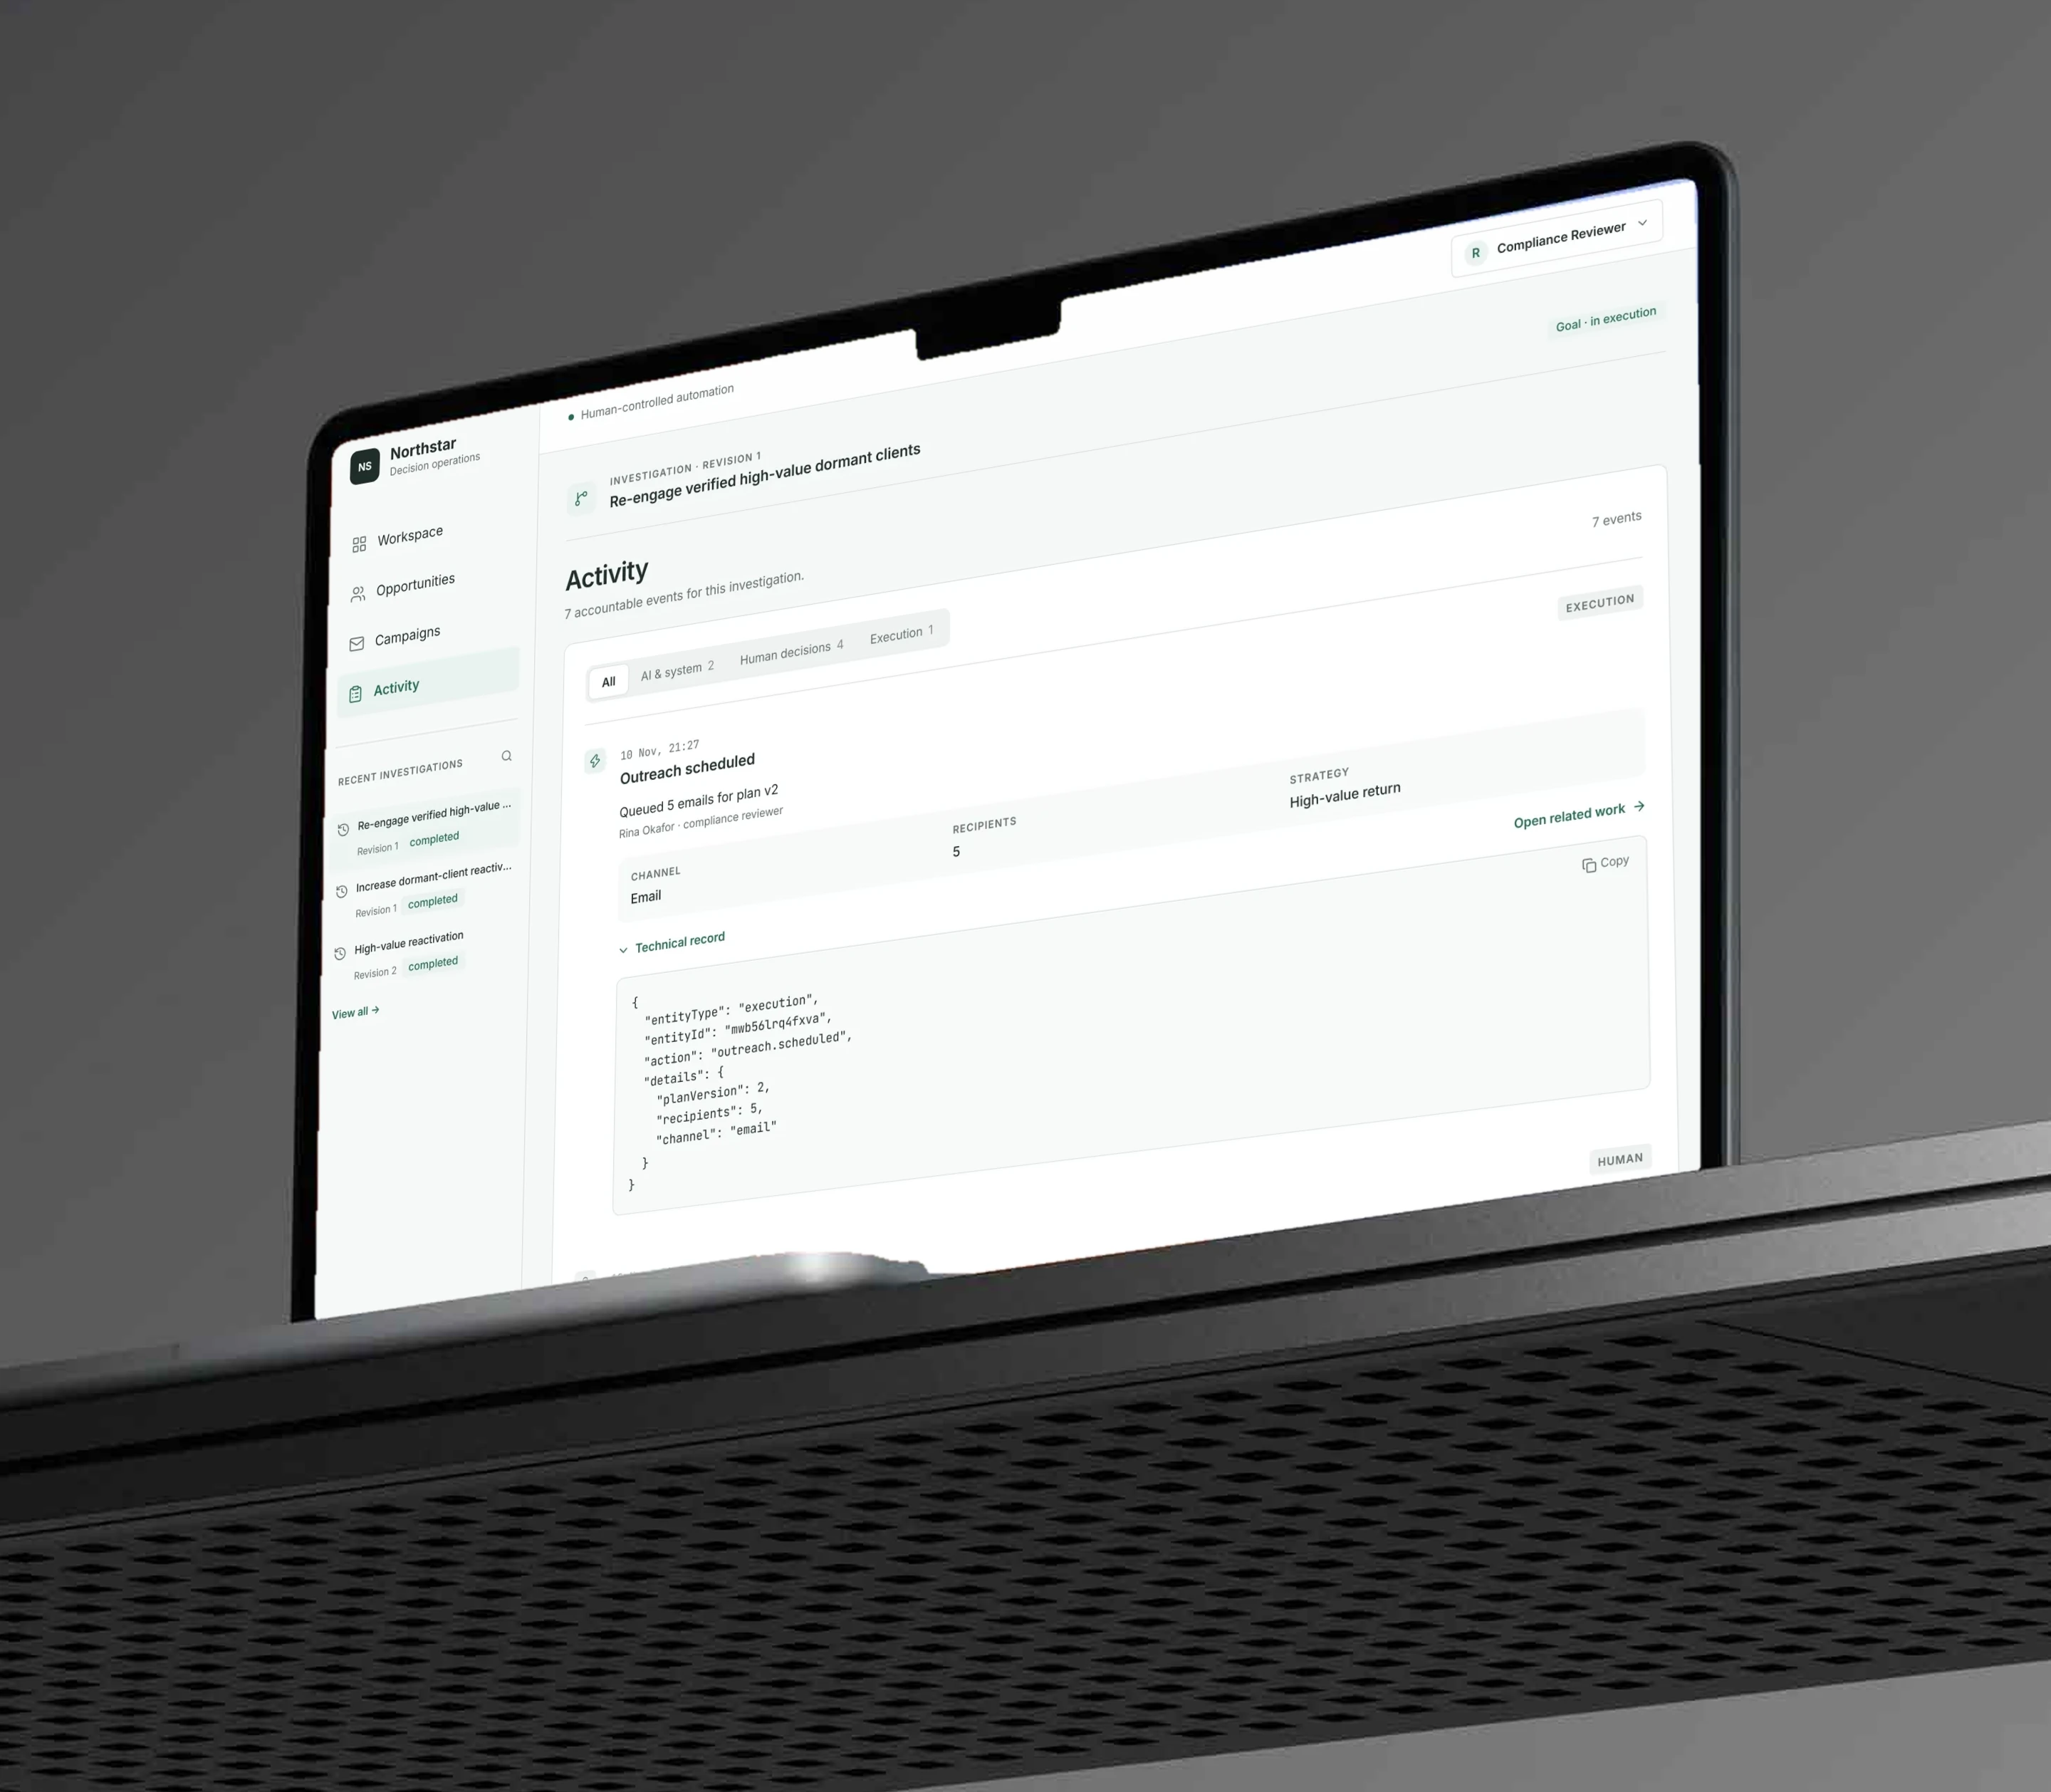 NS
Northstar
Decision operations
Workspace
Opportunities
Campaigns
Activity
RECENT INVESTIGATIONS
Re-engage verified high-value ...
Revision 1 completed
Increase dormant-client reactiv...
Revision 1 completed
High-value reactivation
Revision 2 completed
View all →
Human-controlled automation
R Compliance Reviewer
INVESTIGATION · REVISION 1
Re-engage verified high-value dormant clients
Goal · in execution
Activity
7 accountable events for this investigation.
All AI & system 2 Human decisions 4 Execution 1
7 events
10 Nov, 21:27
Outreach scheduled
EXECUTION
Queued 5 emails for plan v2
Rina Okafor · compliance reviewer
CHANNEL
Email
RECIPIENTS
5
STRATEGY
High-value return
Open related work →
Technical record
Copy
{
"entityType": "execution",
"entityId": "mwb56lrq4fxva",
"action": "outreach.scheduled",
"details": {
"planVersion": 2,
"recipients": 5,
"channel": "email"
}
}
HUMAN